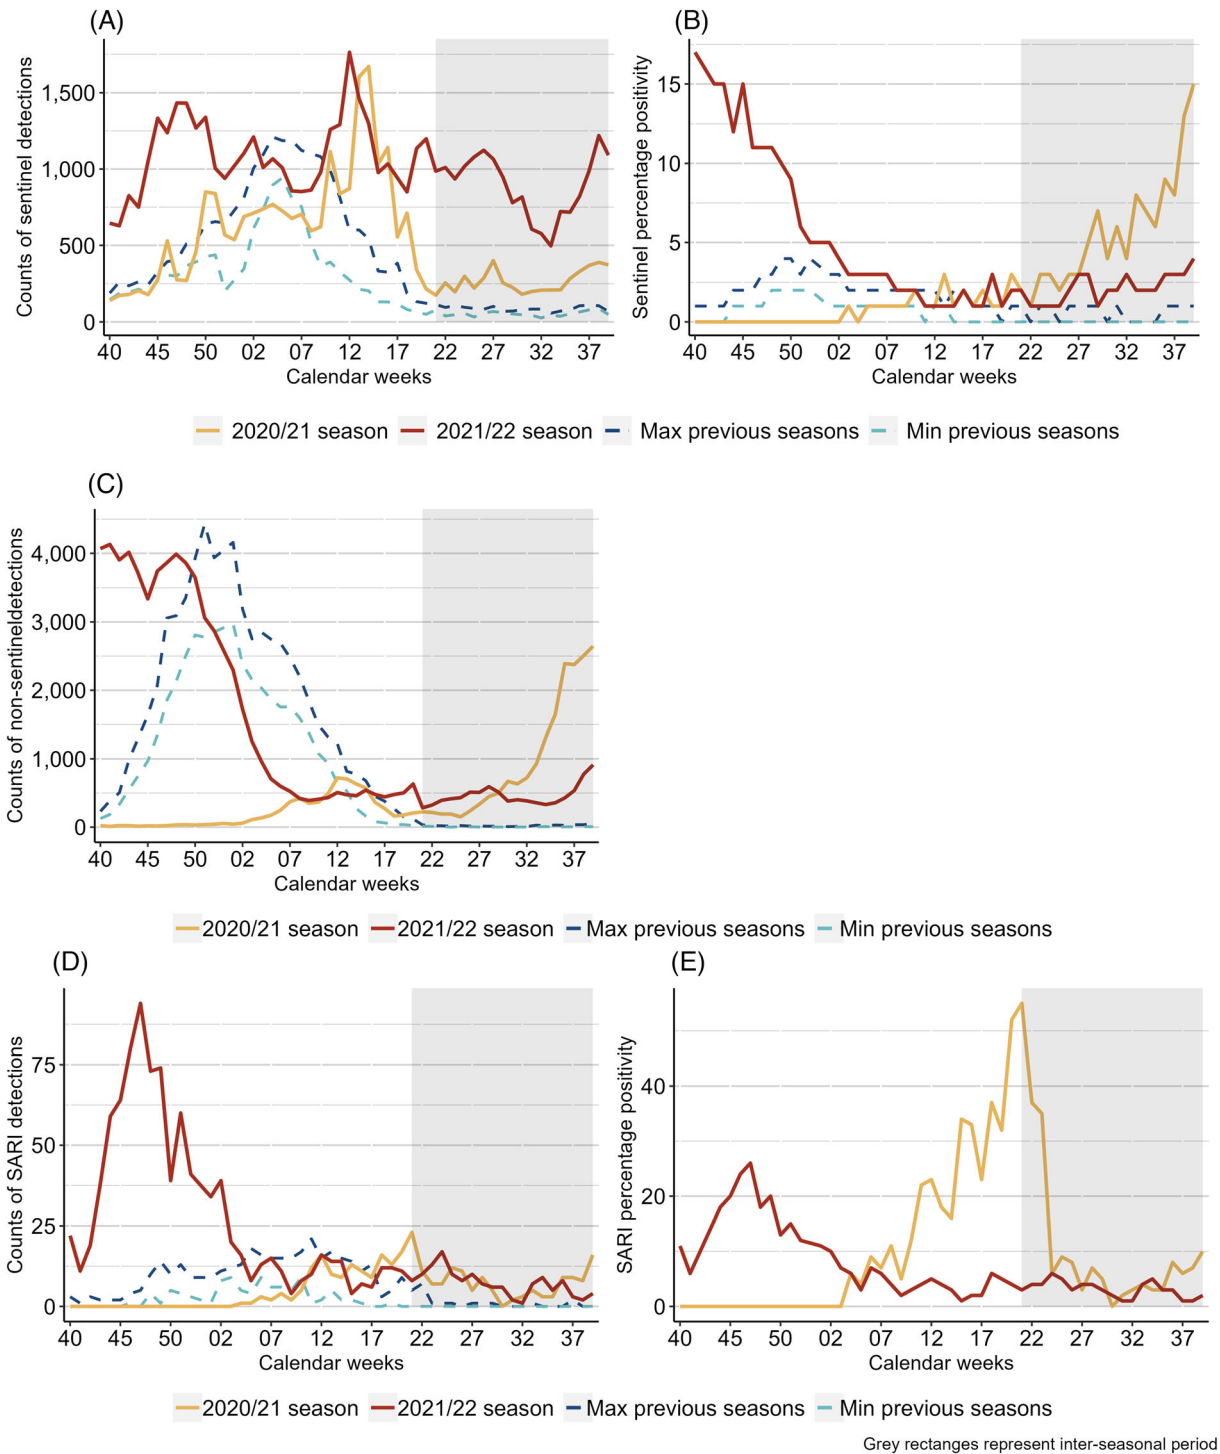 (A)
Counts of sentinel detections
1,500
1,000
500
0
40 45 50 02 07 12 17 22 27 32 37
Calendar weeks
(B)
Sentinel percentage positivity
15
10
5
0
40 45 50 02 07 12 17 22 27 32 37
Calendar weeks
2020/21 season 2021/22 season Max previous seasons Min previous seasons
(C)
Counts of non-sentineldetections
4,000
3,000
2,000
1,000
0
40 45 50 02 07 12 17 22 27 32 37
Calendar weeks
2020/21 season 2021/22 season Max previous seasons Min previous seasons
(D)
Counts of SARI detections
75
50
25
0
40 45 50 02 07 12 17 22 27 32 37
Calendar weeks
(E)
SARI percentage positivity
40
20
0
40 45 50 02 07 12 17 22 27 32 37
Calendar weeks
2020/21 season 2021/22 season Max previous seasons Min previous seasons
Grey rectanges represent inter-seasonal period